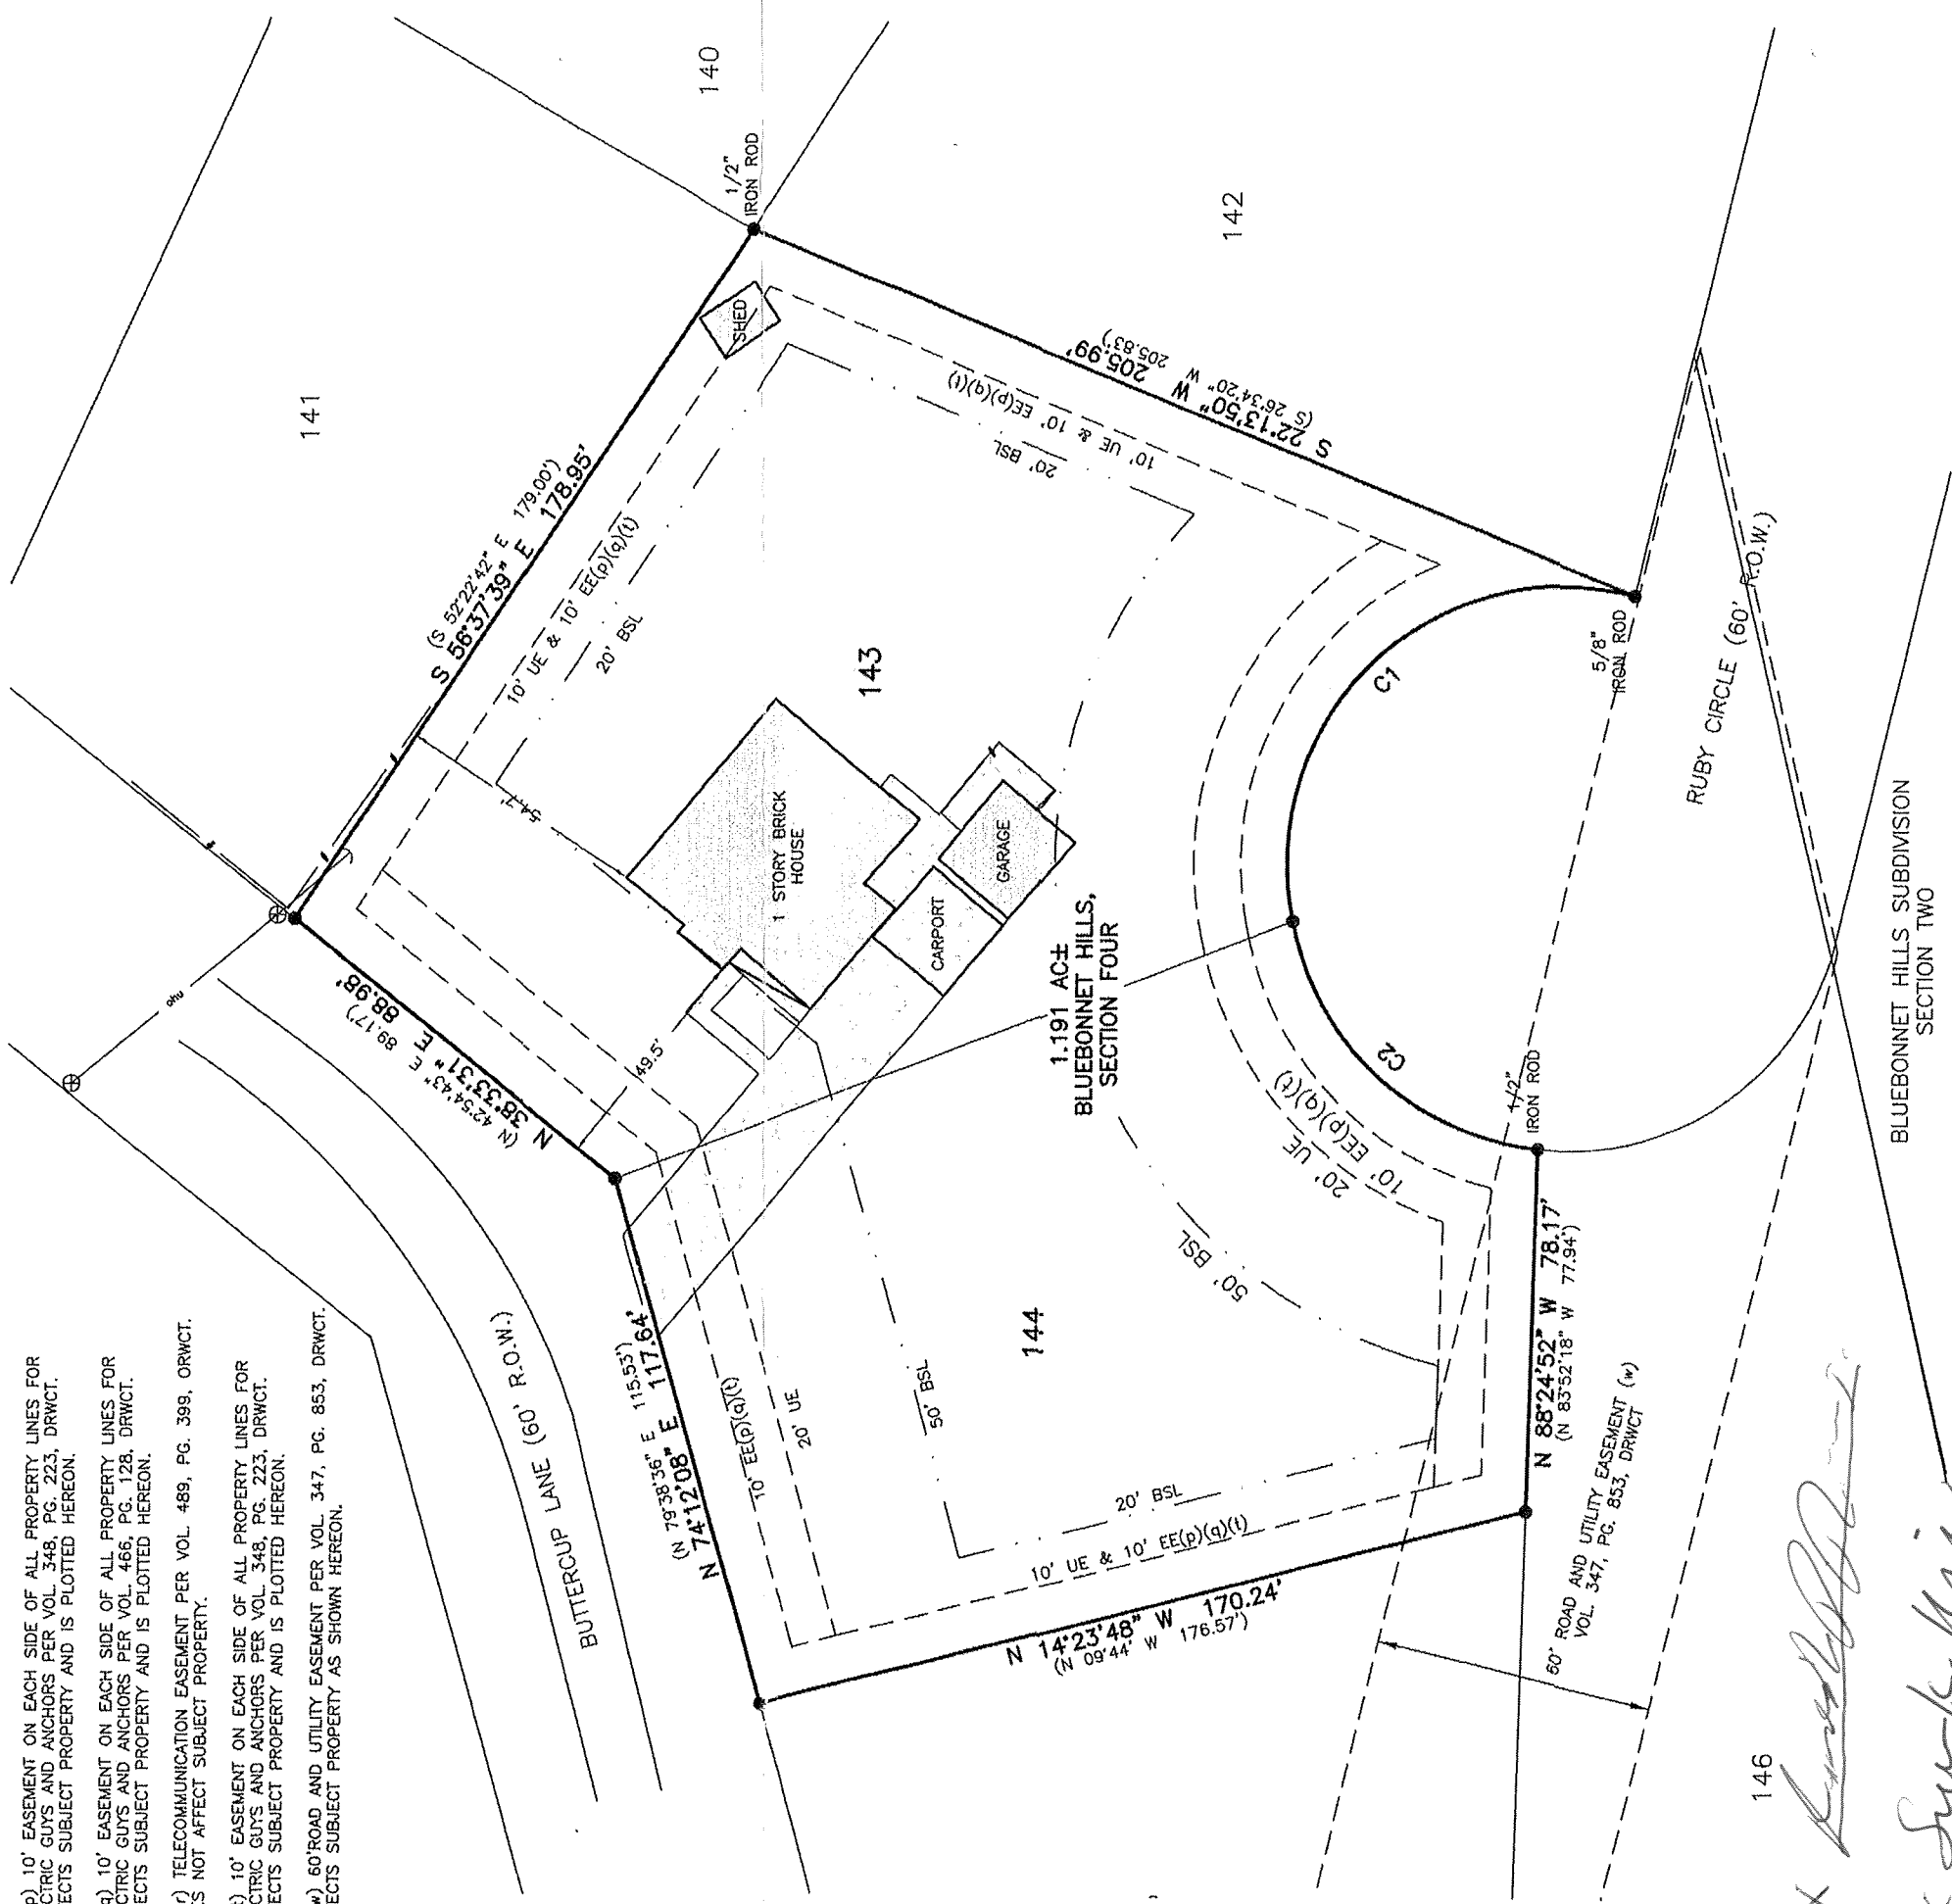 p) 10' EASEMENT ON EACH SIDE OF ALL PROPERTY LINES FOR
CTRIC GUYS AND ANCHORS PER VOL. 348, PG. 223, DRWCT.
ECTS SUBJECT PROPERTY AND IS PLOTTED HEREON.
q) 10' EASEMENT ON EACH SIDE OF ALL PROPERTY LINES FOR
CTRIC GUYS AND ANCHORS PER VOL. 466, PG. 128, DRWCT.
ECTS SUBJECT PROPERTY AND IS PLOTTED HEREON.
r) TELECOMMUNICATION EASEMENT PER VOL. 489, PG. 399, ORWCT.
ES NOT AFFECT SUBJECT PROPERTY.
t) 10' EASEMENT ON EACH SIDE OF ALL PROPERTY LINES FOR
CTRIC GUYS AND ANCHORS PER VOL. 348, PG. 223, DRWCT.
ECTS SUBJECT PROPERTY AND IS PLOTTED HEREON.
w) 60'ROAD AND UTILITY EASEMENT PER VOL. 347, PG. 853, DRWCT.
ECTS SUBJECT PROPERTY AS SHOWN HEREON.
BUTTERCUP LANE (60' R.O.W.)
ohu
(N 42°54'43" E 89.17')
N 38°33'31" E 88.98'
(S 52°22'42" E 179.00')
S 56°37'39" E 178.95'
141
140
1/2"
IRON ROD
142
10' UE & 10' EE(p)(q)(t)
20' BSL
54.7'
SHED
S 22°13'50" W 205.99'
(S 26°34'20" W 205.83')
10' UE & 10' EE(p)(q)(t)
20' BSL
143
1 STORY BRICK
HOUSE
GARAGE
CARPORT
49.5'
(N 79°38'36" E 115.53')
N 74°12'08" E 117.64'
10' EE(p)(q)(t)
20' UE
50' BSL
1.191 AC±
BLUEBONNET HILLS,
SECTION FOUR
144
C1
C2
20' UE
10' EE(p)(q)(t)
50' BSL
20' BSL
10' UE & 10' EE(p)(q)(t)
N 14°23'48" W 170.24'
(N 09°44' W 176.57')
1/2"
IRON ROD
5/8"
IRON ROD
RUBY CIRCLE (60' R.O.W.)
N 88°24'52" W 78.17'
(N 83°52'18" W 77.94')
60' ROAD AND UTILITY EASEMENT (w)
VOL. 347, PG. 853, DRWCT
BLUEBONNET HILLS SUBDIVISION
SECTION TWO
146
X